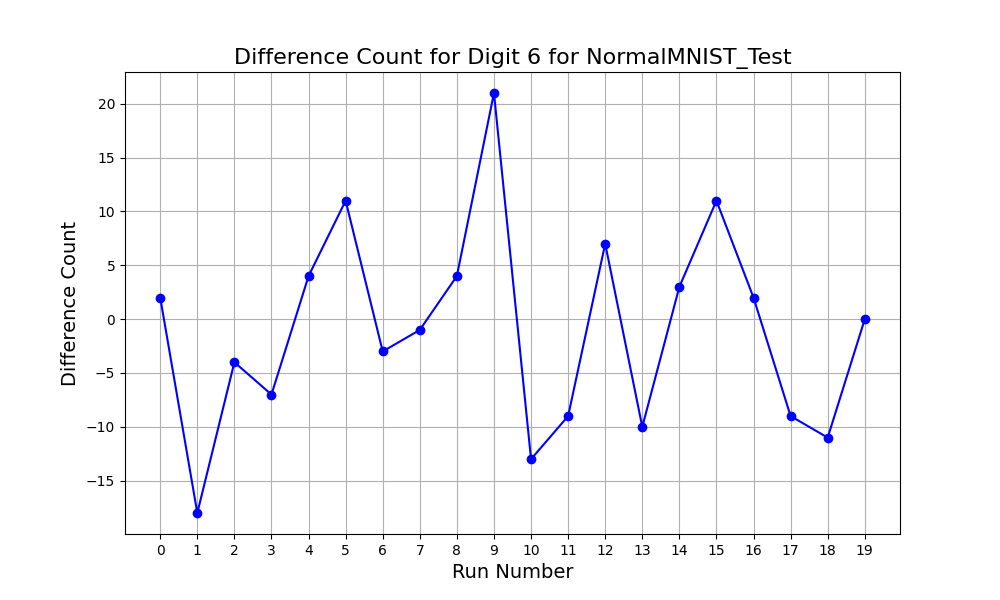 Difference Count for Digit 6 for NormalMNIST_Test
Difference Count
20
15
10
5
0
−5
−10
−15
0 1 2 3 4 5 6 7 8 9 10 11 12 13 14 15 16 17 18 19
Run Number